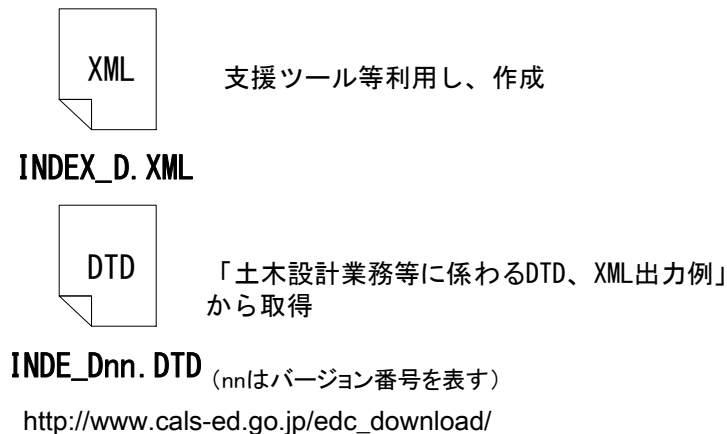 XML
支援ツール等利用し、作成
INDEX_D.XML
DTD
「土木設計業務等に係わるDTD、XML出力例」
から取得
INDE_Dnn.DTD（nnはバージョン番号を表す）
http://www.cals-ed.go.jp/edc_download/